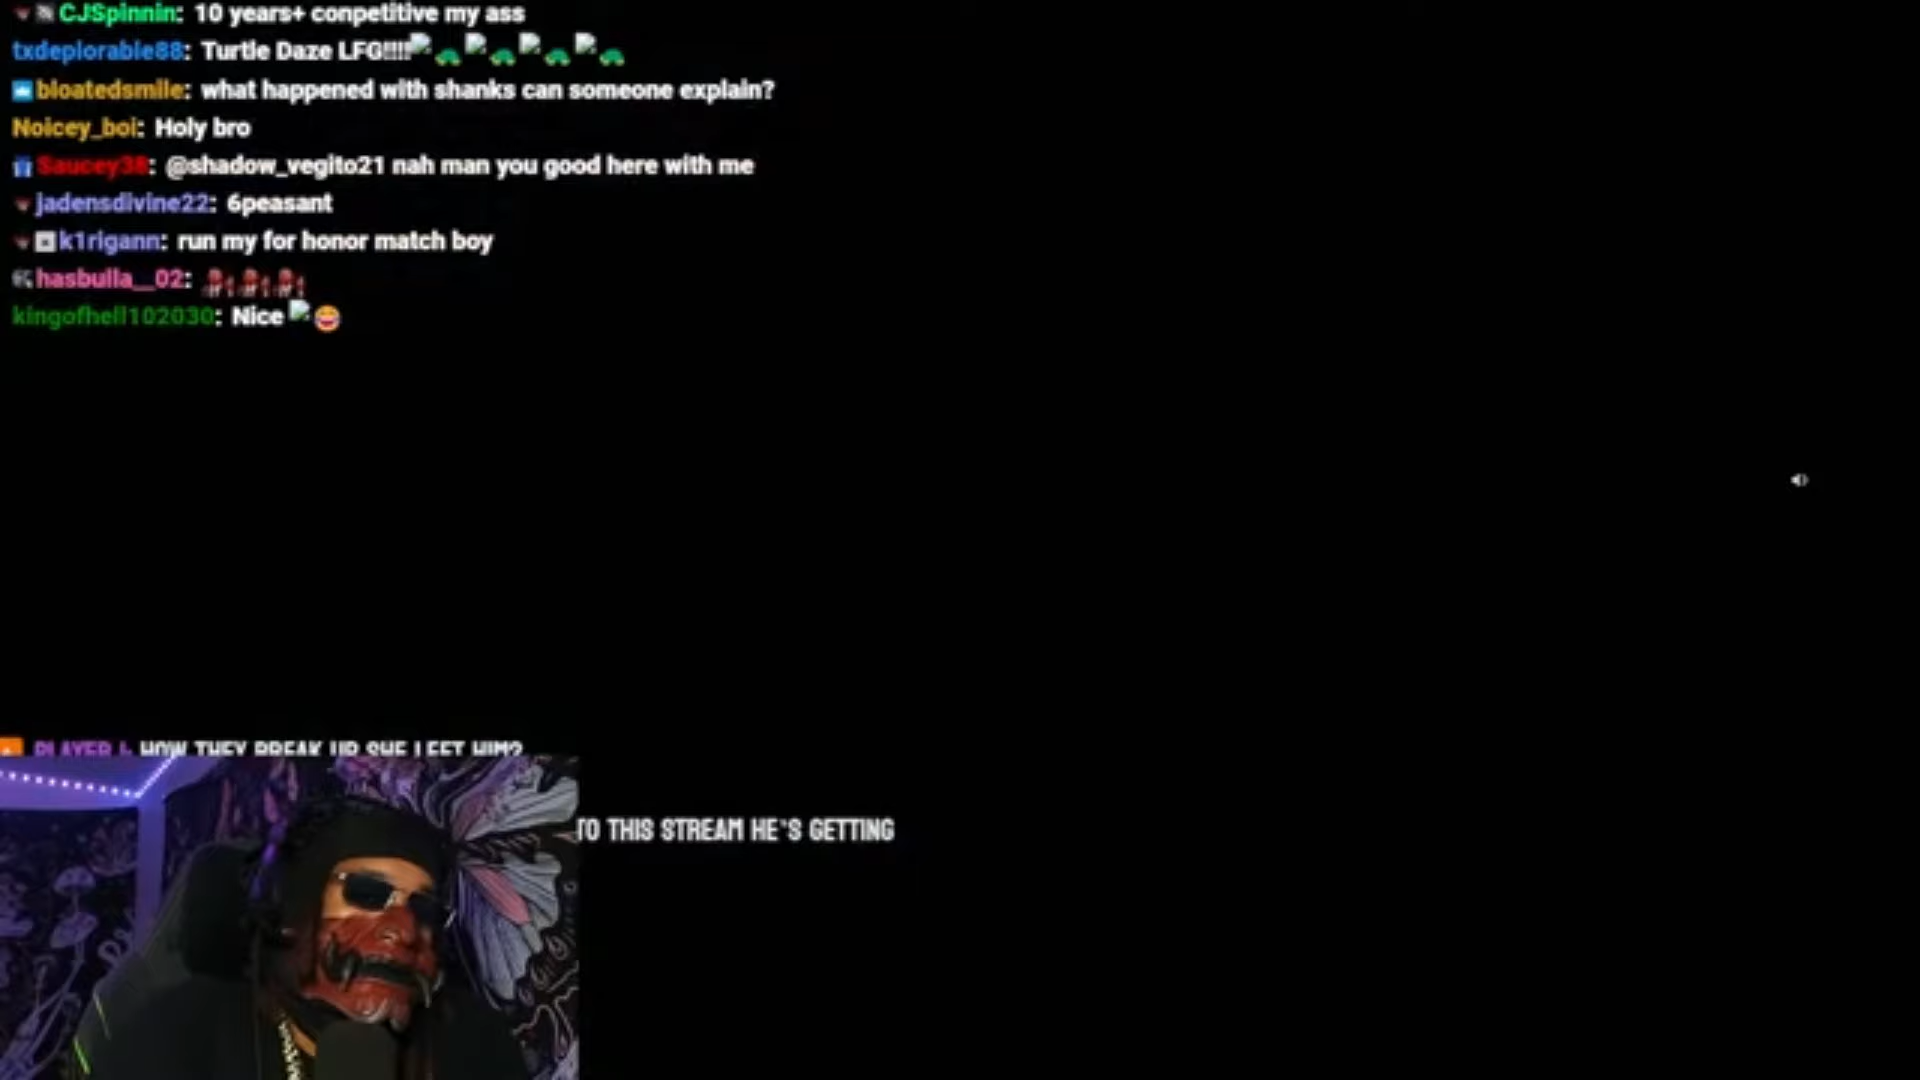 CJSpinnin: 10 years+ conpetitive my ass
txdeplorable88: Turtle Daze LFG!!!!
bloatedsmile: what happened with shanks can someone explain?
Noicey_boi: Holy bro
Saucey38: @shadow_vegito21 nah man you good here with me
jadensdivine22: 6peasant
k1rigann: run my for honor match boy
hasbulla__02:
kingofhell102030: Nice
HOW THEY BREAK UP SHE LEFT HIM?
TO THIS STREAM HE'S GETTING